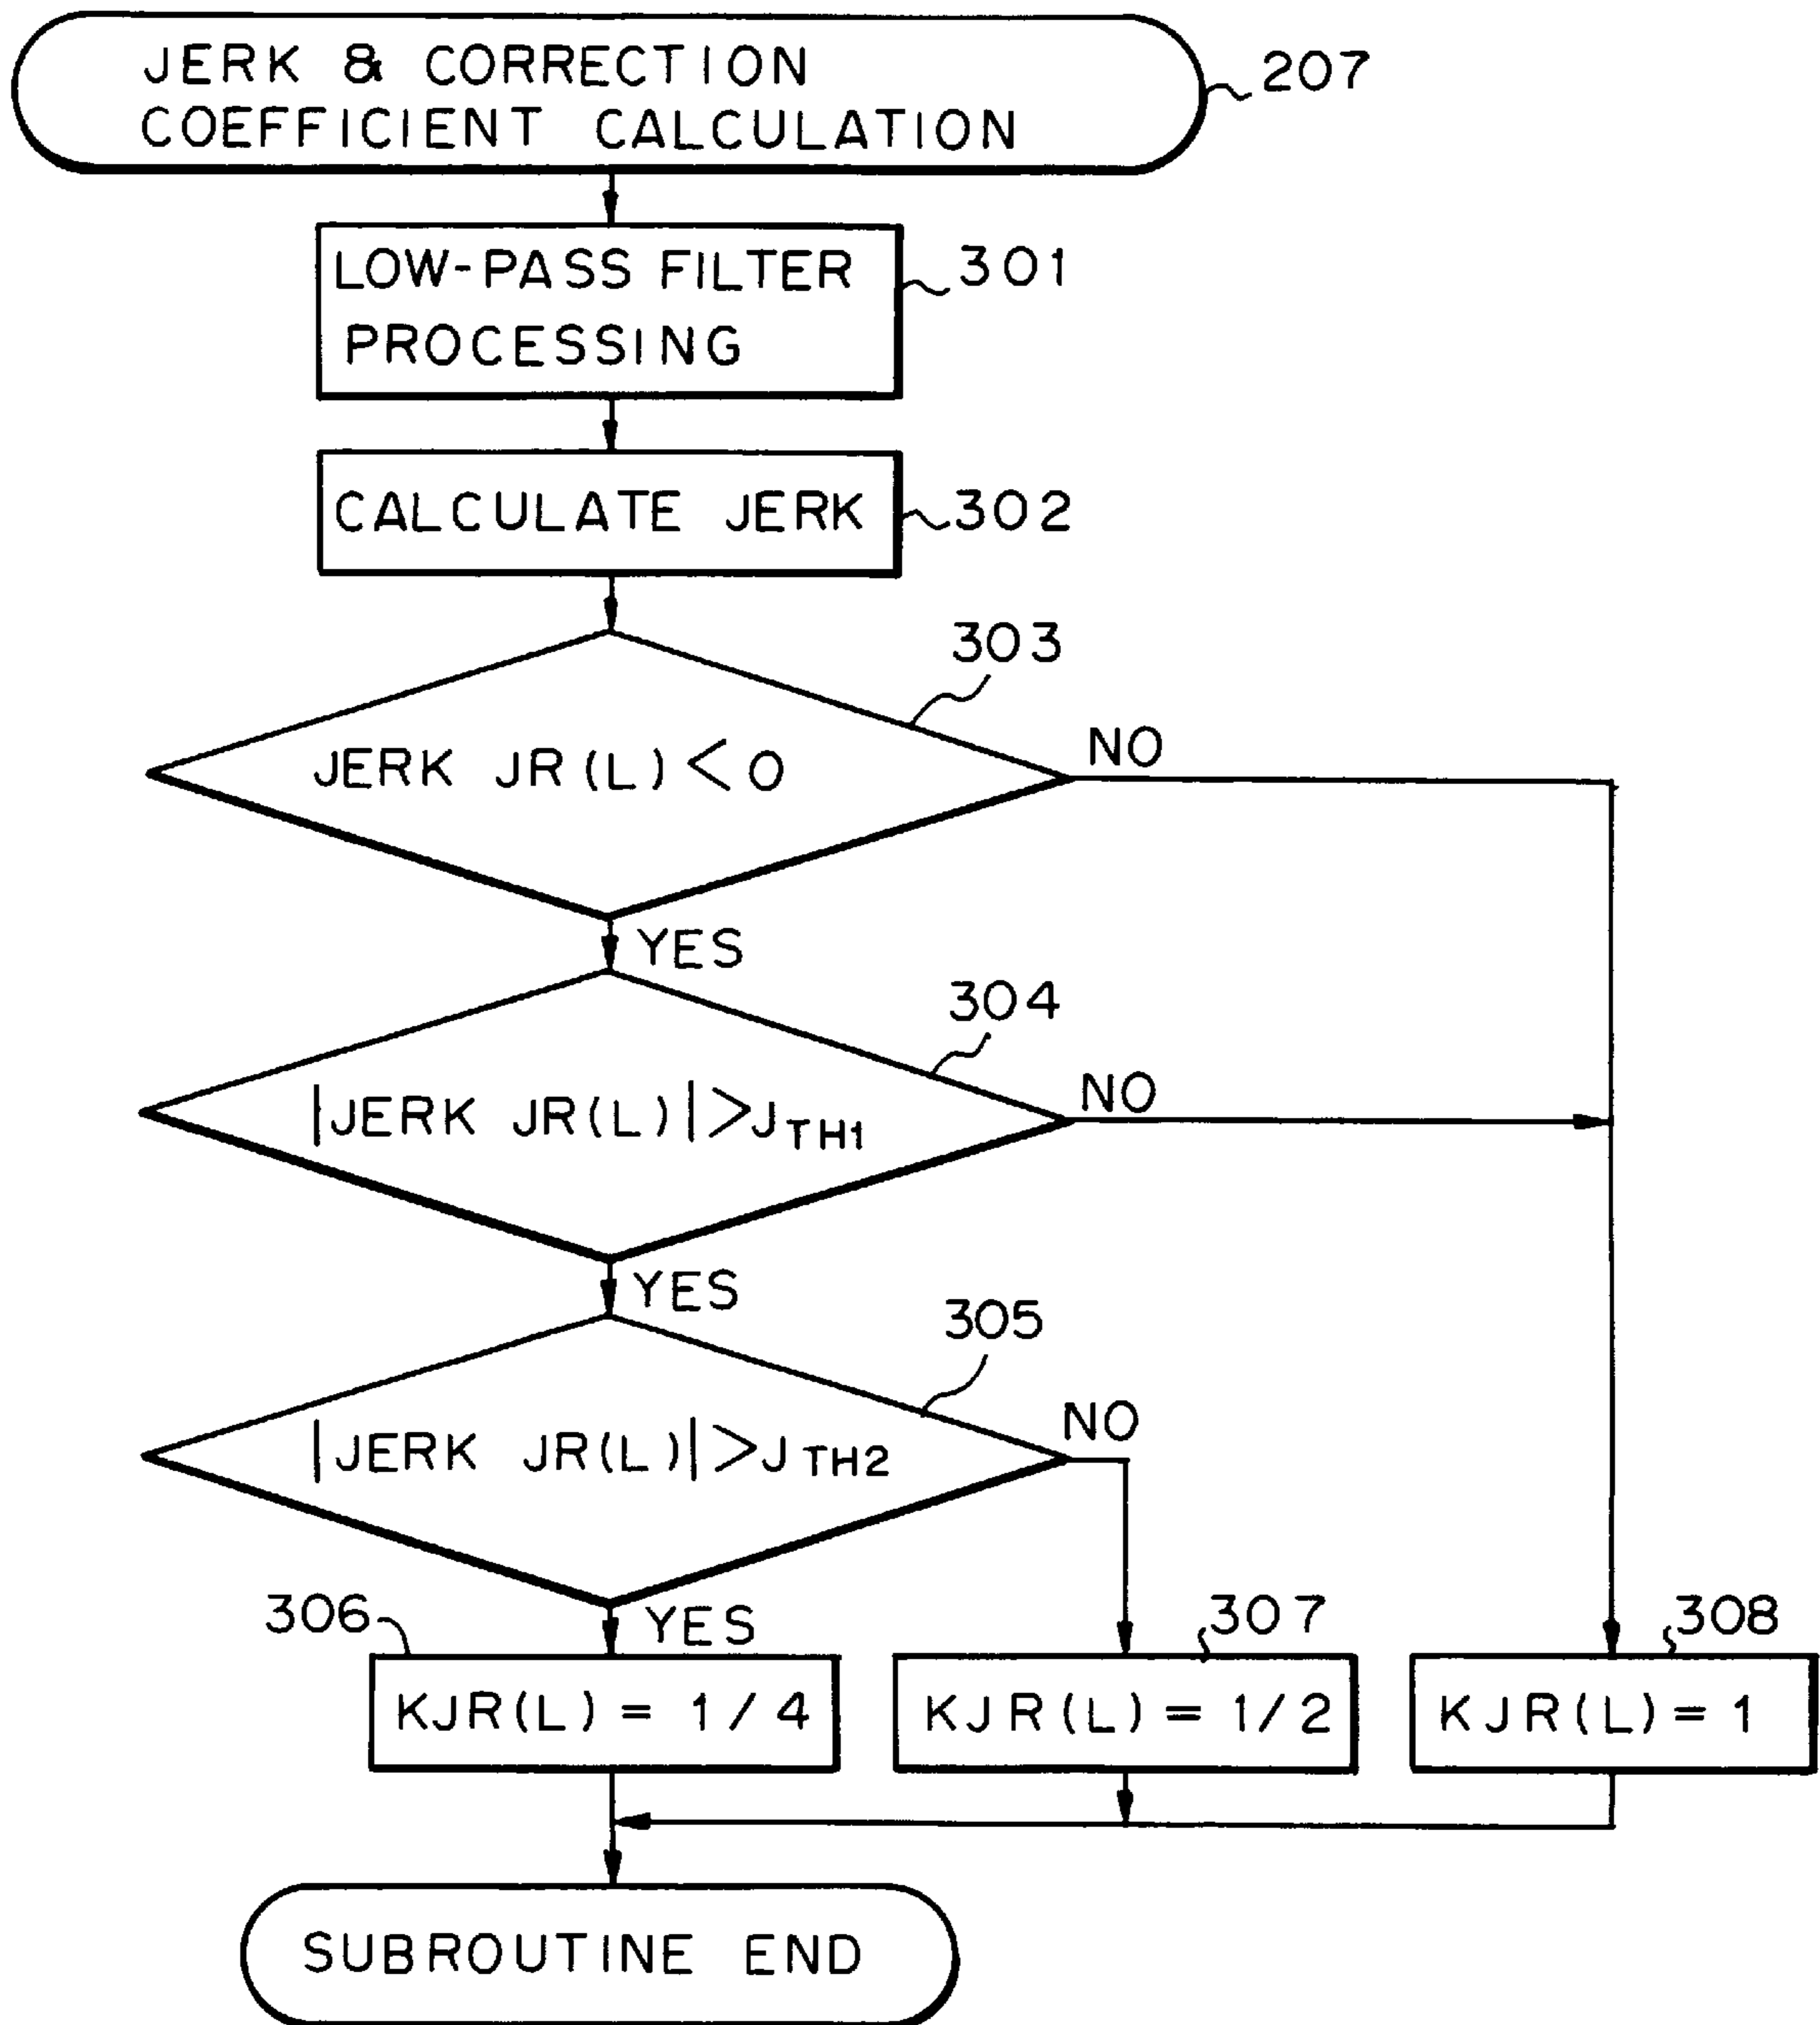 JERK & CORRECTION
COEFFICIENT CALCULATION
207
LOW-PASS FILTER
PROCESSING
301
CALCULATE JERK
302
303
JERK JR(L) < 0
NO
YES
304
|JERK JR(L)| > JTH1
NO
YES
305
|JERK JR(L)| > JTH2
NO
YES
306
KJR(L) = 1/4
307
KJR(L) = 1/2
308
KJR(L) = 1
SUBROUTINE END